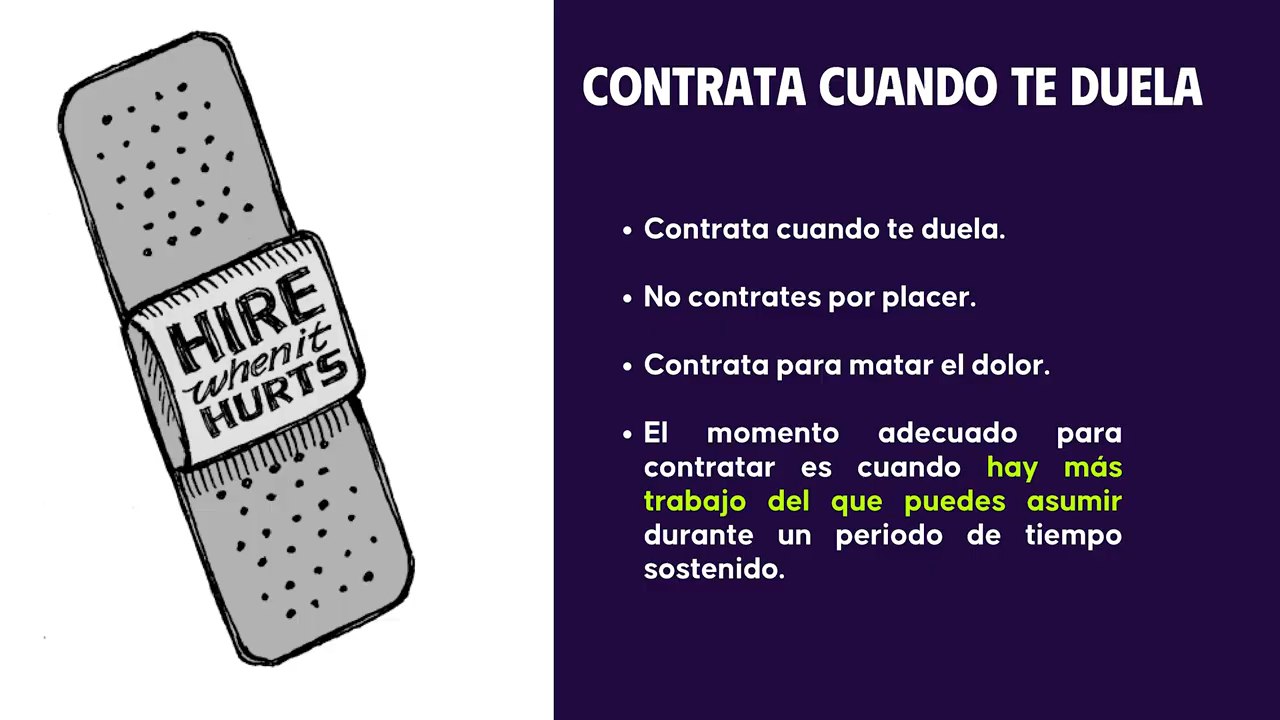 HIRE
when it
HURTS
CONTRATA CUANDO TE DUELA
• Contrata cuando te duela.
• No contrates por placer.
• Contrata para matar el dolor.
• El momento adecuado para
contratar es cuando hay más
trabajo del que puedes asumir
durante un periodo de tiempo
sostenido.